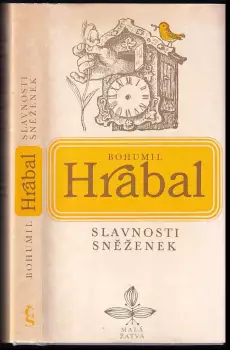 BOHUMIL Hrabal SLAVNOSTI
SNĚŽENEK
BOHUMIL
Hrabal
SLAVNOSTI
SNĚŽENEK
MALÁ
ŽATVA